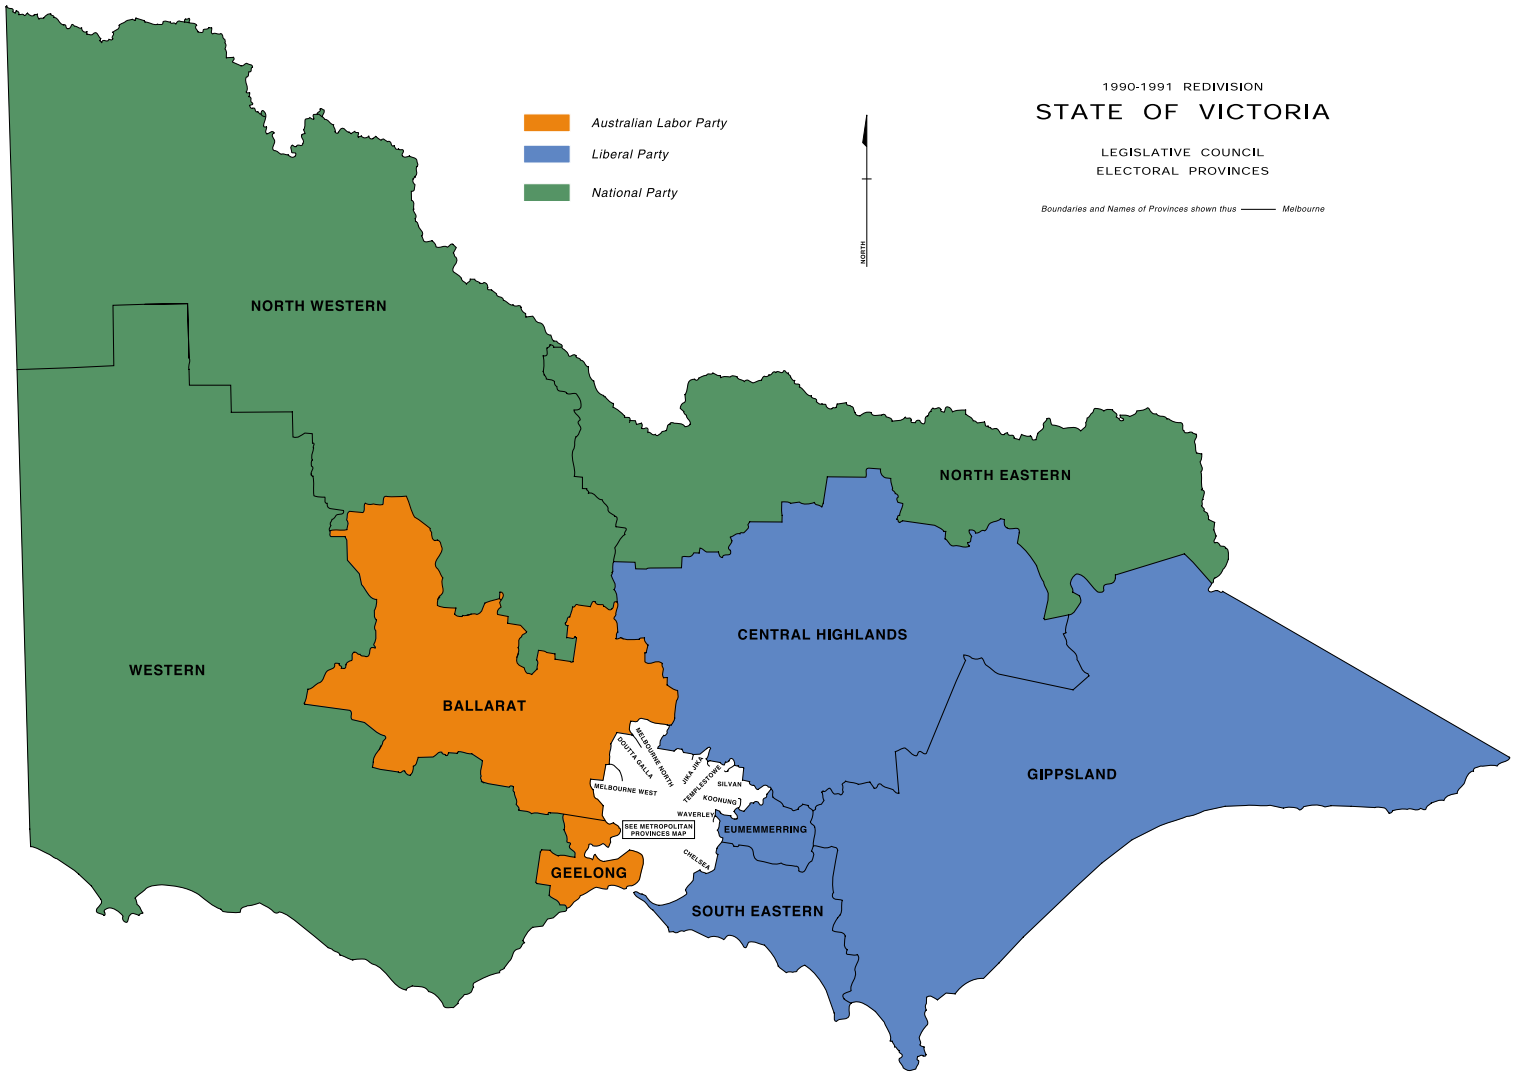 1990-1991 REDIVISION
STATE OF VICTORIA
LEGISLATIVE COUNCIL
ELECTORAL PROVINCES
Boundaries and Names of Provinces shown thus Melbourne
Australian Labor Party
Liberal Party
National Party
NORTH
NORTH WESTERN
NORTH EASTERN
CENTRAL HIGHLANDS
WESTERN
BALLARAT
GIPPSLAND
MELBOURNE NORTH
DOUTTA GALLA
JIKA JIKA
TEMPLESTOWE
SILVAN
MELBOURNE WEST
KOONUNG
WAVERLEY
SEE METROPOLITAN
PROVINCES MAP
EUMEMMERRING
CHELSEA
GEELONG
SOUTH EASTERN